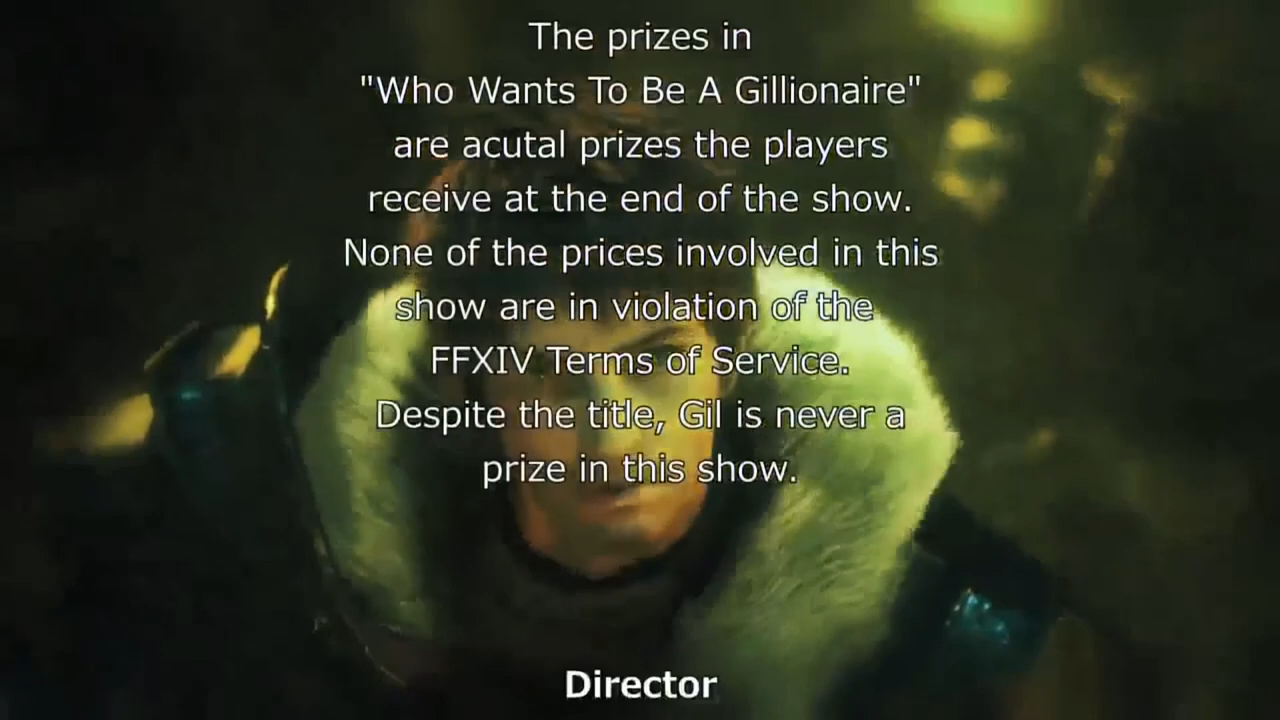 The prizes in
"Who Wants To Be A Gillionaire"
are acutal prizes the players
receive at the end of the show.
None of the prices involved in this
show are in violation of the
FFXIV Terms of Service.
Despite the title, Gil is never a
prize in this show.
Director